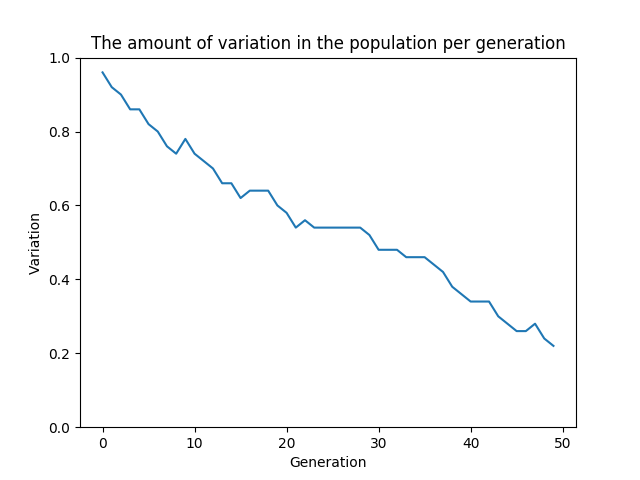 The amount of variation in the population per generation
1.0
0.8
0.6
0.4
0.2
0.0
Variation
0 10 20 30 40 50
Generation